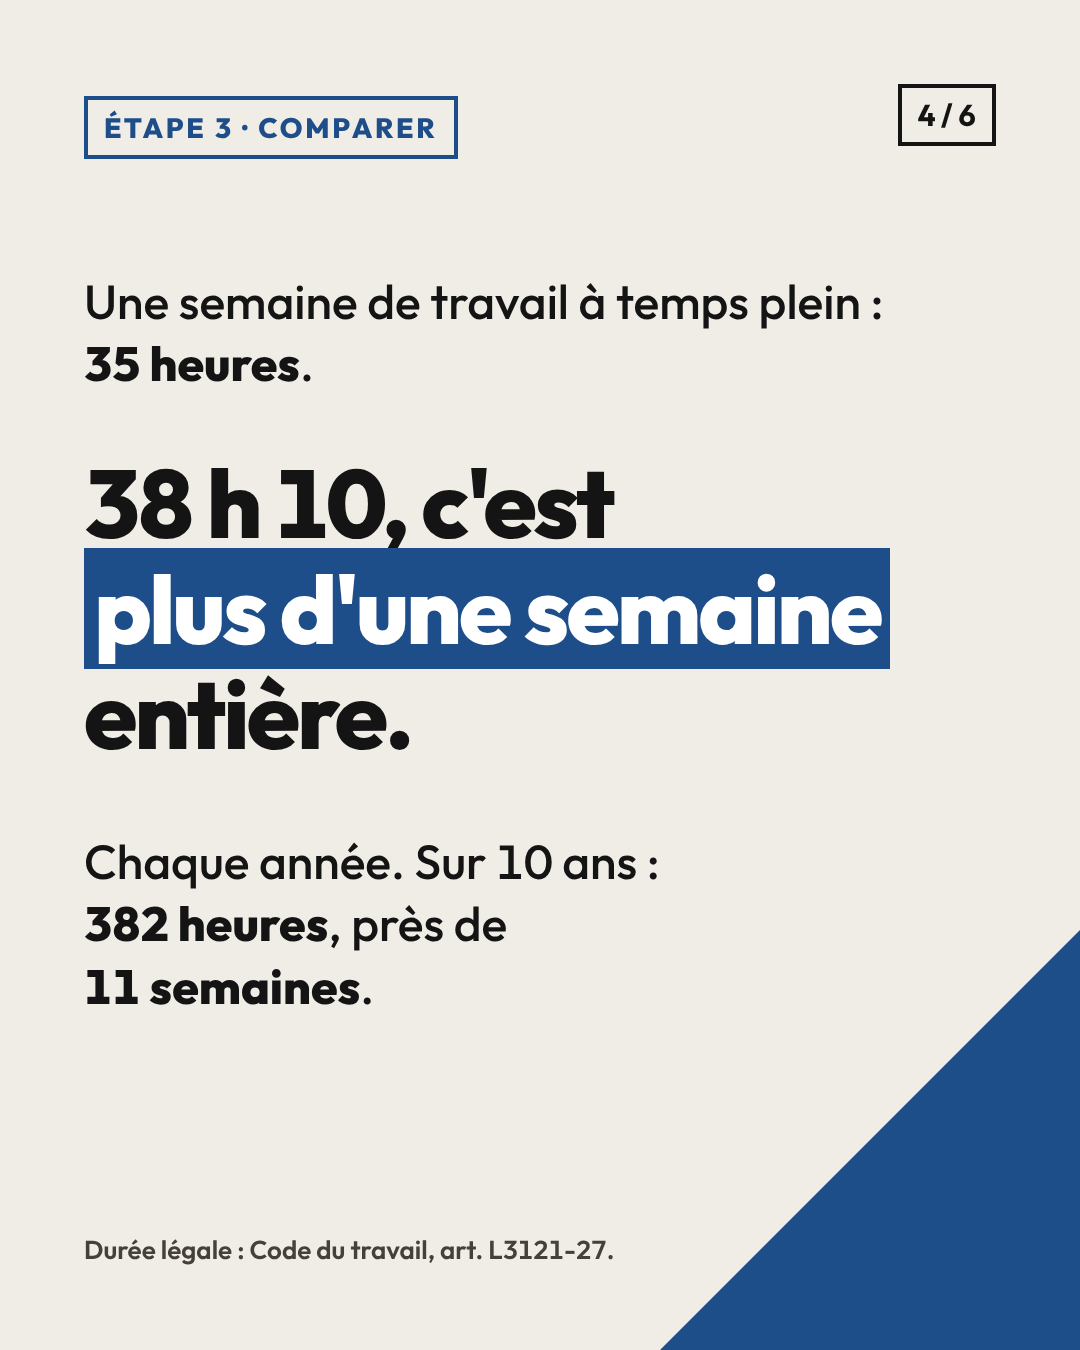 ÉTAPE 3 · COMPARER
4 / 6
Une semaine de travail à temps plein :
35 heures.
38 h 10, c'est
plus d'une semaine
entière.
Chaque année. Sur 10 ans :
382 heures, près de
11 semaines.
Durée légale : Code du travail, art. L3121-27.